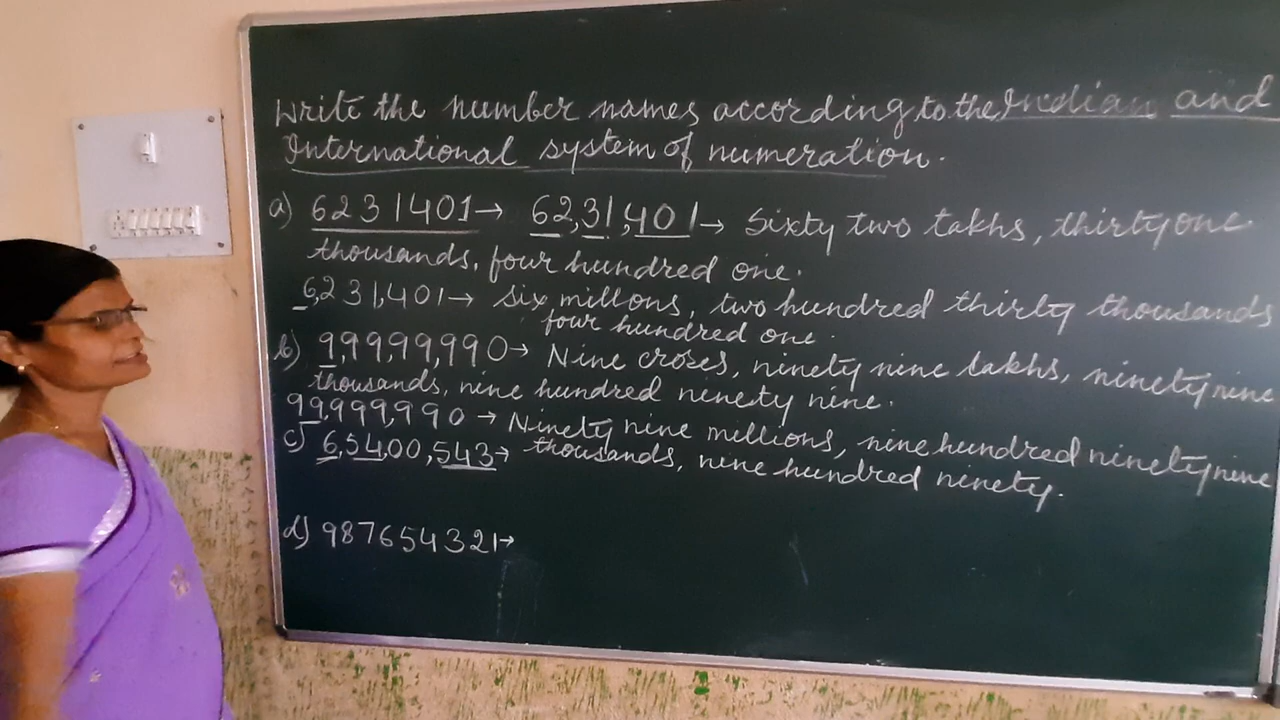 Write the number names according to the Indian and
International system of numeration.
a) 6231401→ 62,31,401→ Sixty two lakhs, thirty one
thousands, four hundred one.
6,231,401→ Six millons, two hundred thirty thousands
four hundred one.
b) 9,99,99,990→ Nine crores, ninety nine lakhs, ninety nine
thousands, nine hundred ninety nine.
99,999,990 → Ninety nine millions, nine hundred ninety nine
thousands, nine hundred ninety.
c) 6,54,00,543→
d) 987654321→